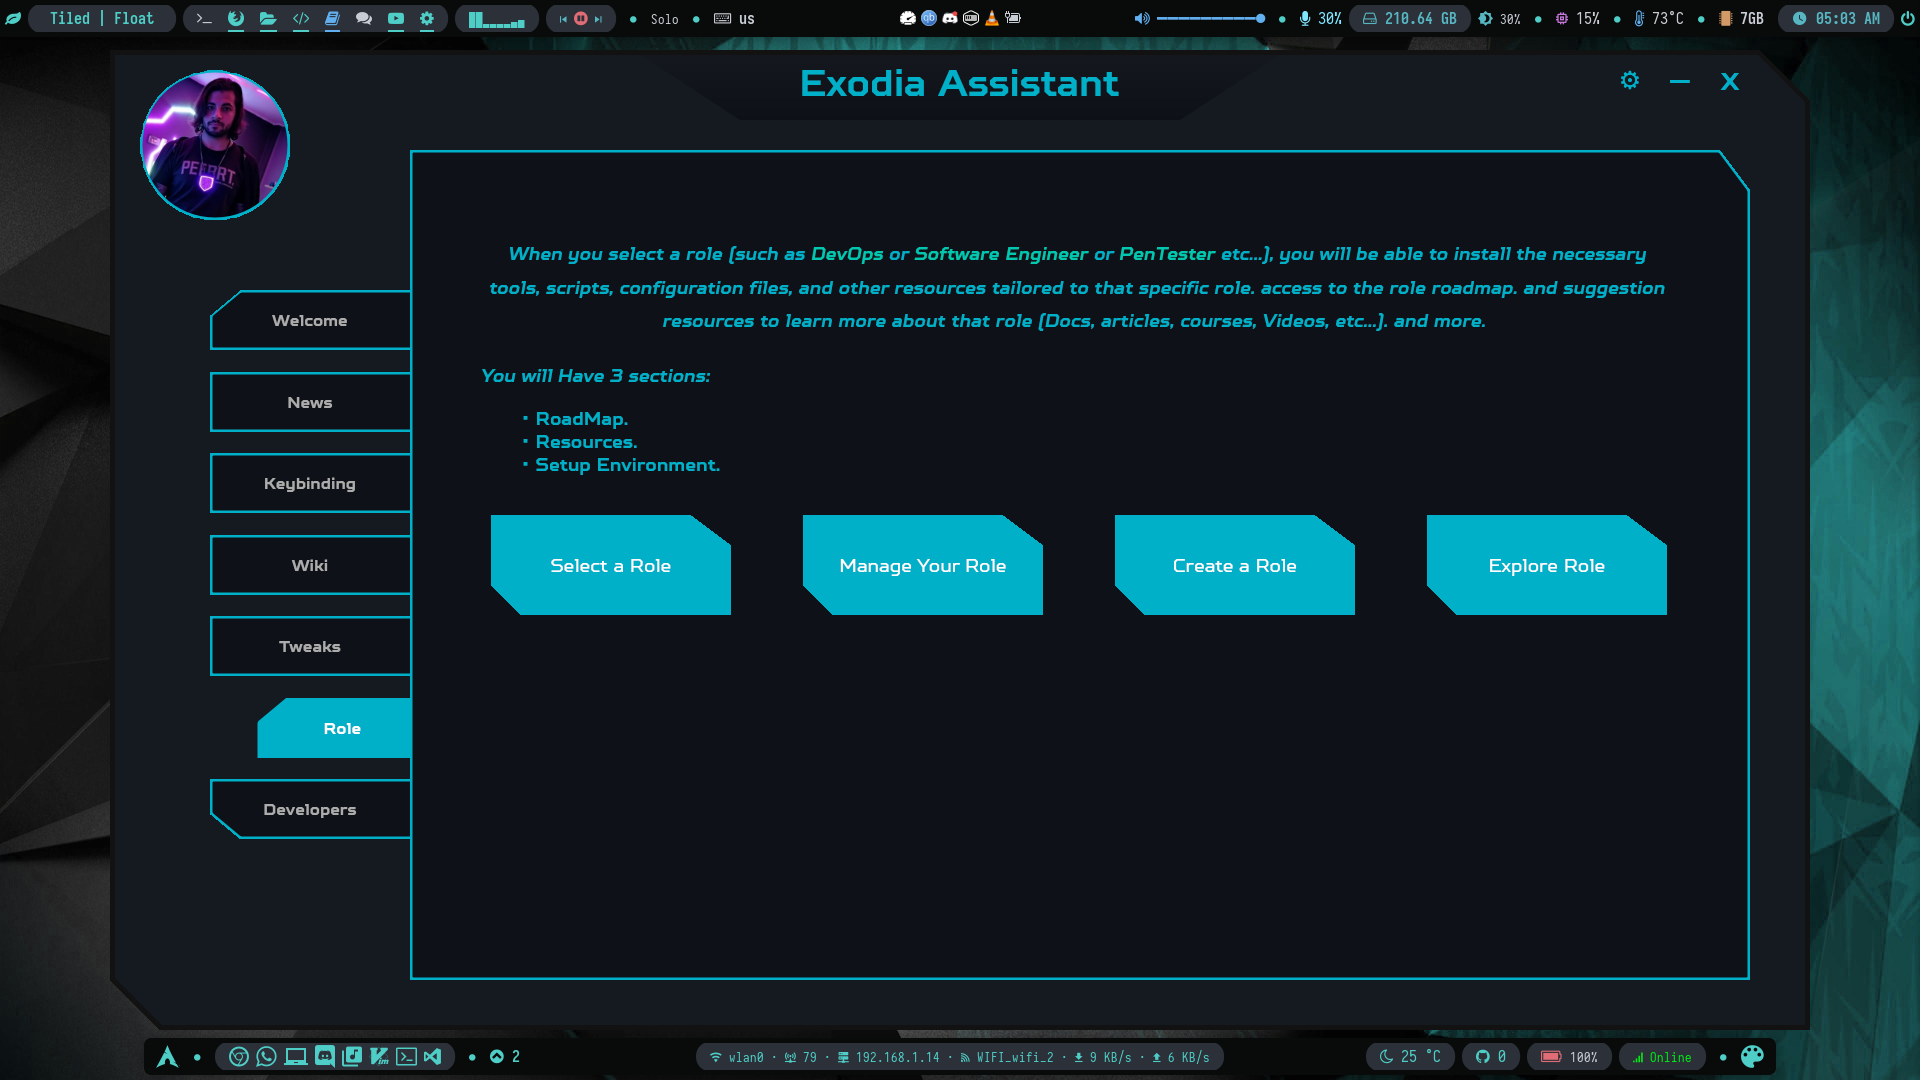 Tiled | Float
Solo
us
30%
210.64 GB
30%
15%
73°C
7GB
05:03 AM
Exodia Assistant
X
When you select a role (such as DevOps or Software Engineer or PenTester etc...), you will be able to install the necessary
tools, scripts, configuration files, and other resources tailored to that specific role. access to the role roadmap. and suggestion
resources to learn more about that role (Docs, articles, courses, Videos, etc...). and more.
You will Have 3 sections:
· RoadMap.
· Resources.
· Setup Environment.
Welcome
News
Keybinding
Wiki
Tweaks
Role
Developers
Select a Role
Manage Your Role
Create a Role
Explore Role
2
wlan0 · 79 · 192.168.1.14 · WIFI_wifi_2 · 9 KB/s · 6 KB/s
25 °C
0
100%
Online